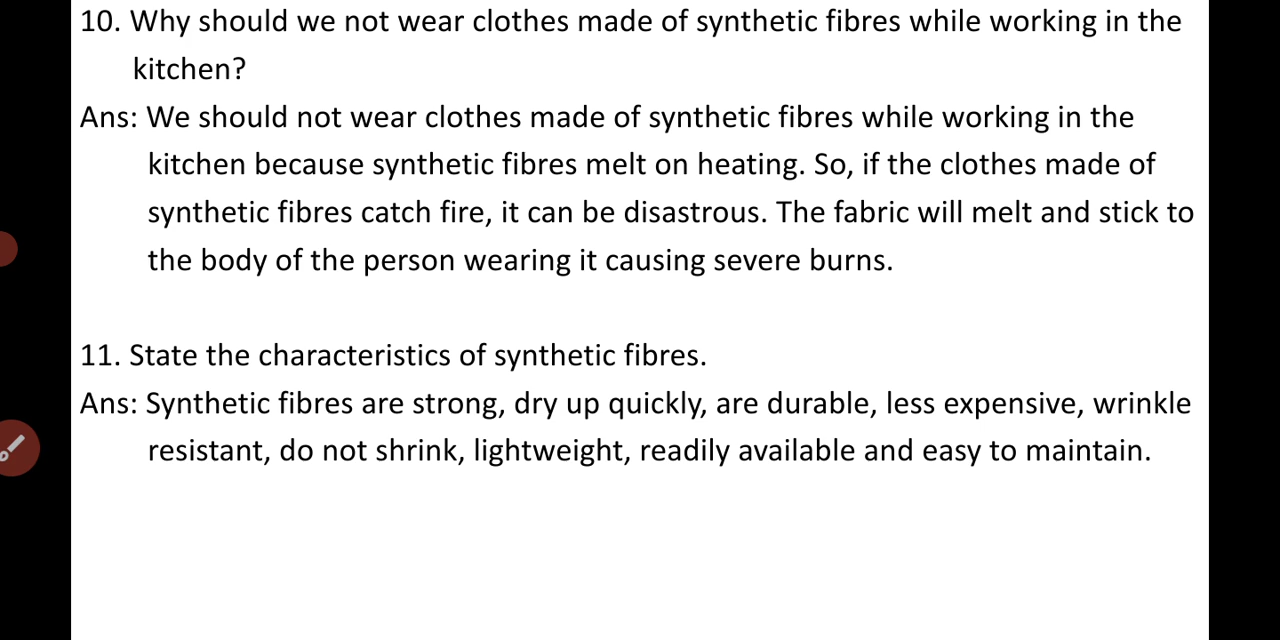 10. Why should we not wear clothes made of synthetic fibres while working in the
kitchen?
Ans: We should not wear clothes made of synthetic fibres while working in the
kitchen because synthetic fibres melt on heating. So, if the clothes made of
synthetic fibres catch fire, it can be disastrous. The fabric will melt and stick to
the body of the person wearing it causing severe burns.
11. State the characteristics of synthetic fibres.
Ans: Synthetic fibres are strong, dry up quickly, are durable, less expensive, wrinkle
resistant, do not shrink, lightweight, readily available and easy to maintain.